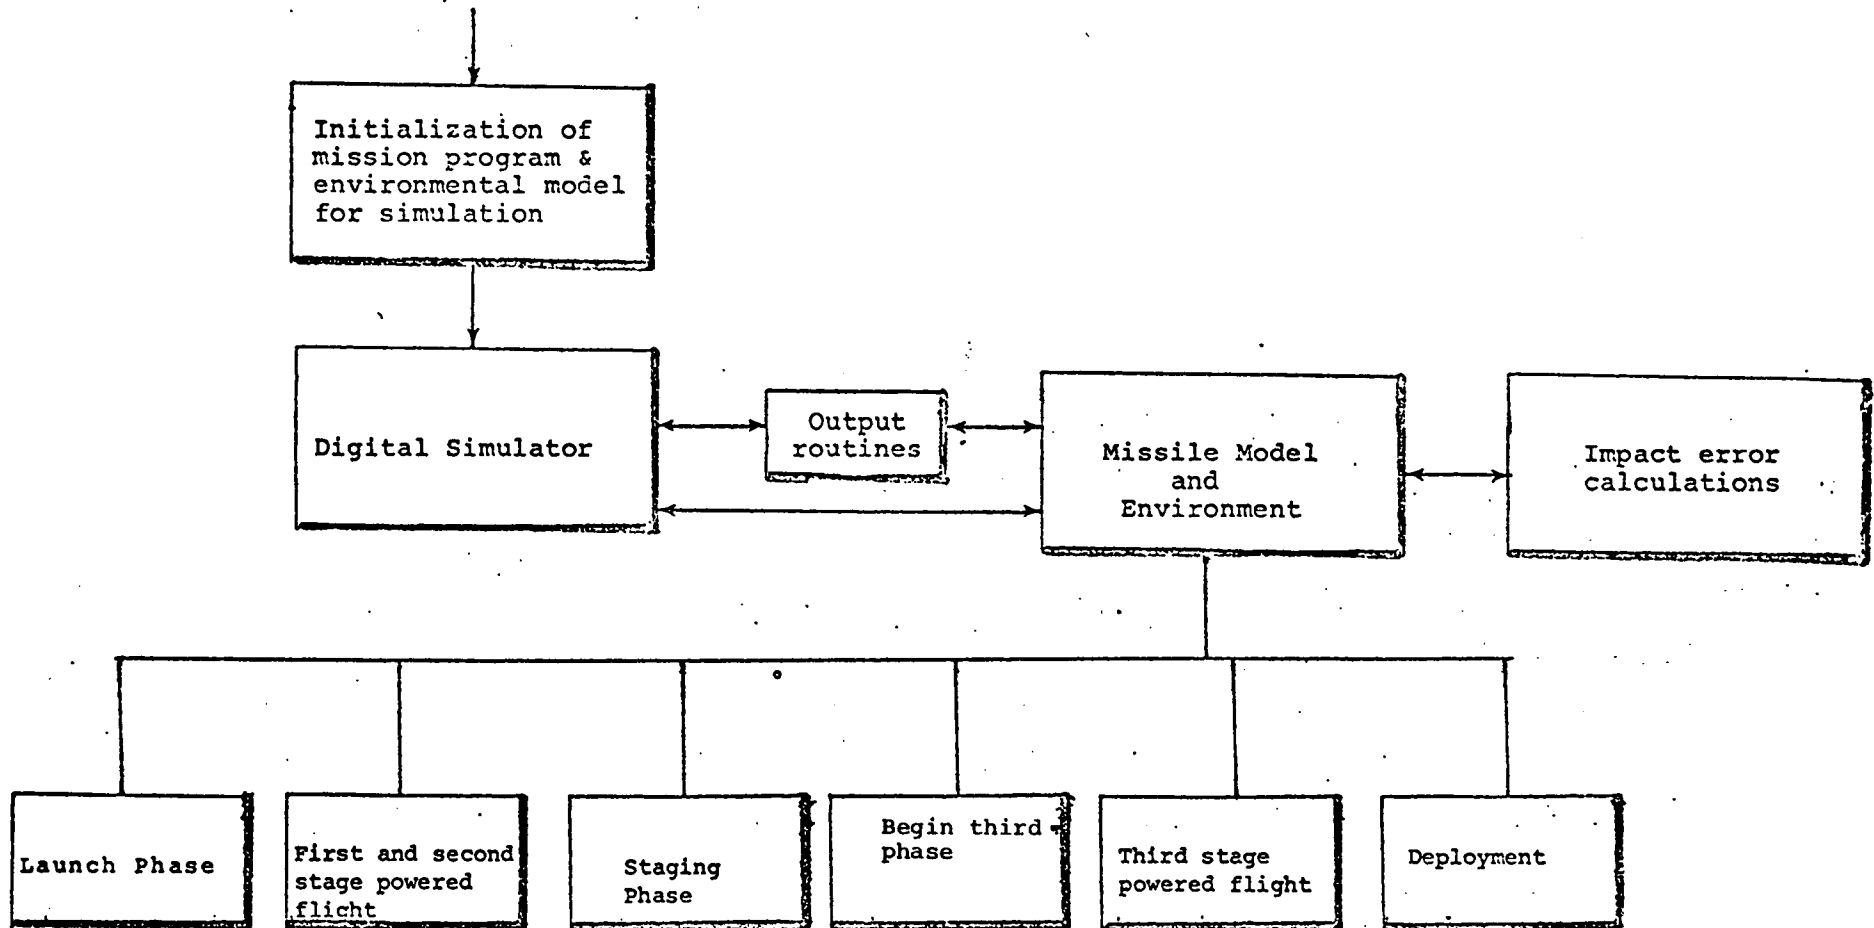 Initialization of
mission program &
environmental model
for simulation
Digital Simulator
Output
routines
Missile Model
and
Environment
Impact error
calculations
Launch Phase
First and second
stage powered
flight
Staging
Phase
Begin third
phase
Third stage
powered flight
Deployment